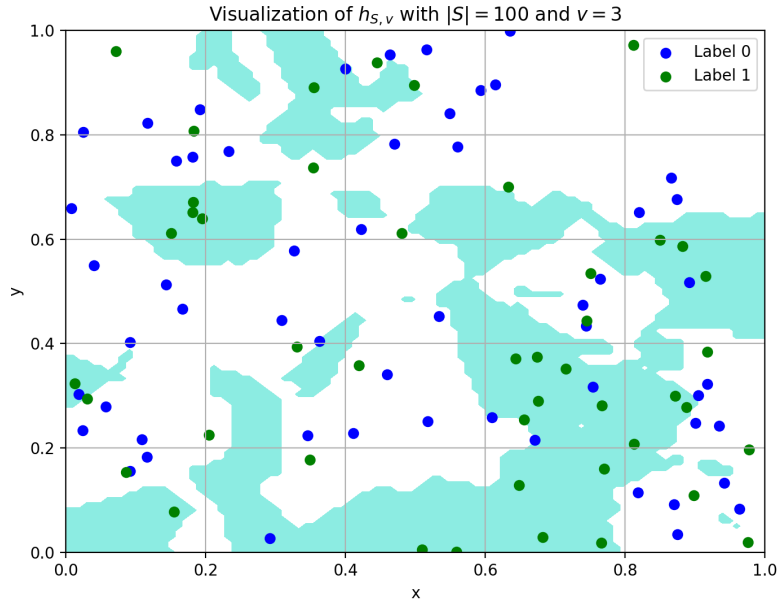 Visualization of $h_{S,v}$ with $|S| = 100$ and $v = 3$
Label 0
Label 1
1.0
0.8
0.6
0.4
0.2
0.0
y
0.0 0.2 0.4 0.6 0.8 1.0
x